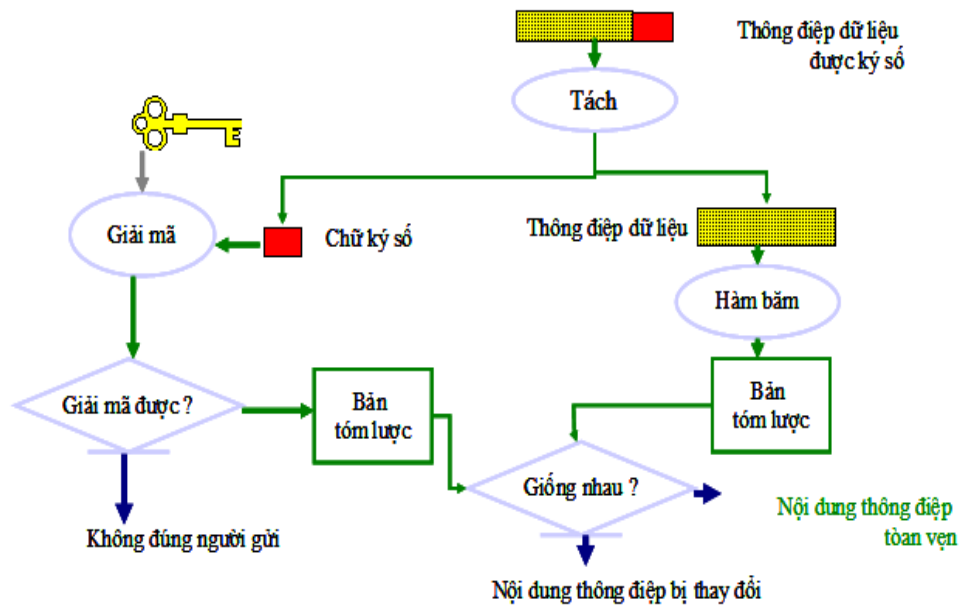 Thông điệp dữ liệu
được ký số
Tách
Giải mã
Chữ ký số
Thông điệp dữ liệu
Hàm băm
Giải mã được ?
Bản
tóm lược
Bản
tóm lược
Giống nhau ?
Nội dung thông điệp
tòan vẹn
Không đúng người gửi
Nội dung thông điệp bị thay đổi